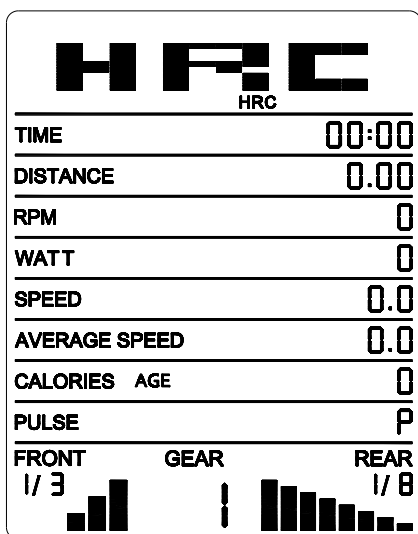 HRC
HRC
TIME 00:00
DISTANCE 0.00
RPM 0
WATT 0
SPEED 0.0
AVERAGE SPEED 0.0
CALORIES AGE 0
PULSE P
FRONT GEAR REAR
1/3 1 1/8